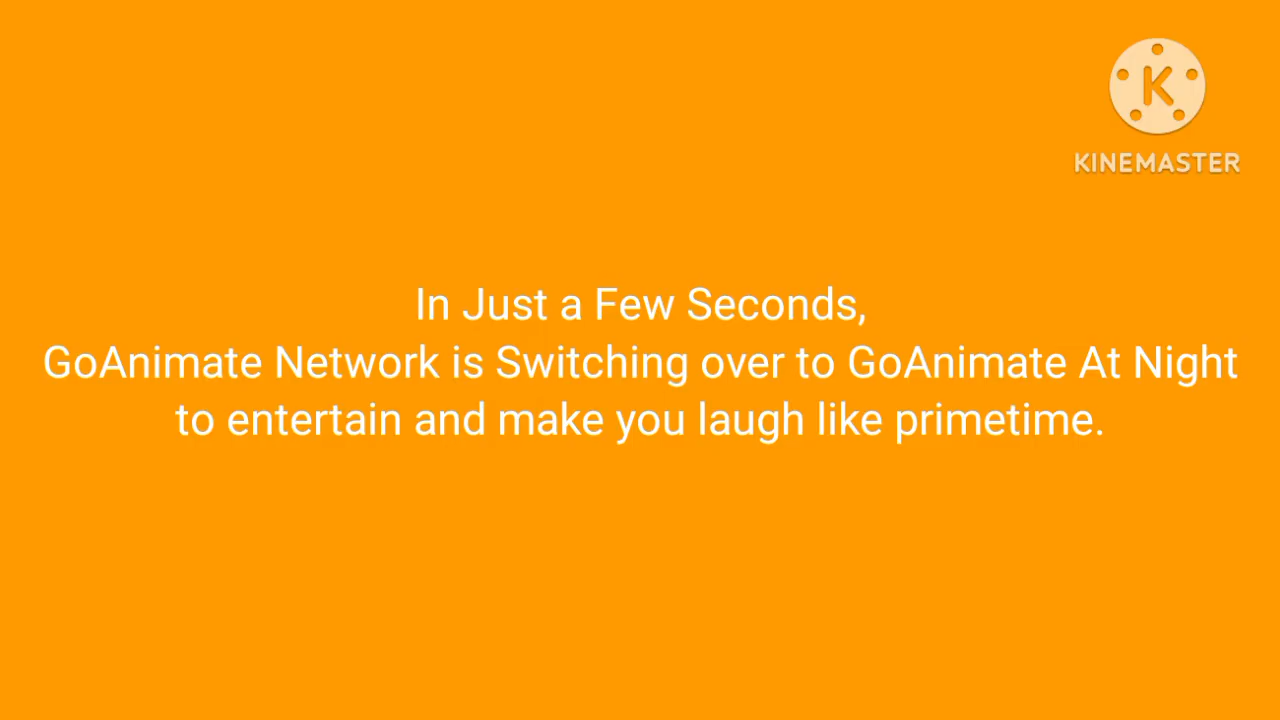 K
KINEMASTER
In Just a Few Seconds,
GoAnimate Network is Switching over to GoAnimate At Night
to entertain and make you laugh like primetime.